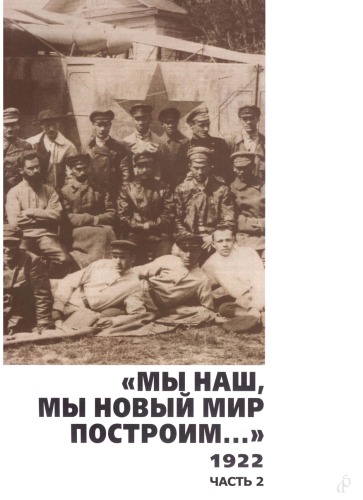 «МЫ НАШ,
МЫ НОВЫЙ МИР
ПОСТРОИМ...»
1922
ЧАСТЬ 2